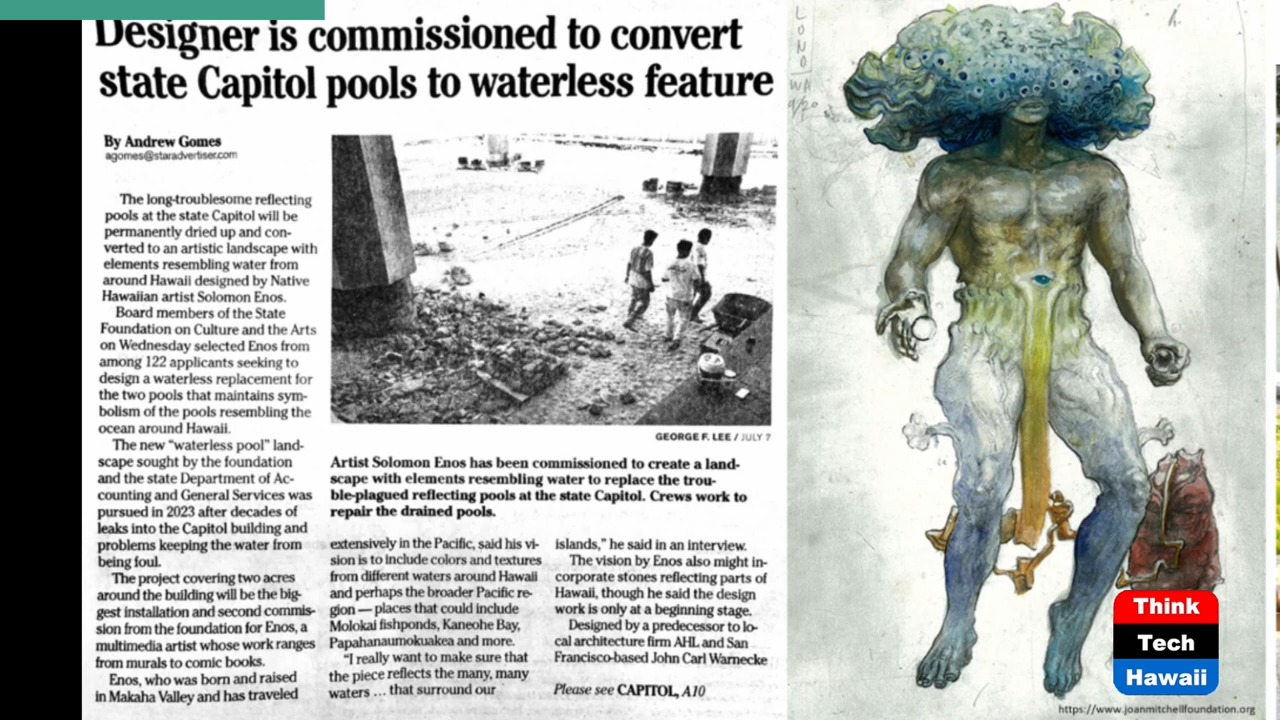 Designer is commissioned to convert
state Capitol pools to waterless feature
By Andrew Gomes
agomes@staradvertiser.com
The long-troublesome reflecting
pools at the state Capitol will be
permanently dried up and con-
verted to an artistic landscape with
elements resembling water from
around Hawaii designed by Native
Hawaiian artist Solomon Enos.
Board members of the State
Foundation on Culture and the Arts
on Wednesday selected Enos from
among 122 applicants seeking to
design a waterless replacement for
the two pools that maintains sym-
bolism of the pools resembling the
ocean around Hawaii.
The new “waterless pool” land-
scape sought by the foundation
and the state Department of Ac-
counting and General Services was
pursued in 2023 after decades of
leaks into the Capitol building and
problems keeping the water from
being foul.
The project covering two acres
around the building will be the big-
gest installation and second commis-
sion from the foundation for Enos, a
multimedia artist whose work ranges
from murals to comic books.
Enos, who was born and raised
in Makaha Valley and has traveled
GEORGE F. LEE / JULY 7
Artist Solomon Enos has been commissioned to create a land-
scape with elements resembling water to replace the trou-
ble-plagued reflecting pools at the state Capitol. Crews work to
repair the drained pools.
extensively in the Pacific, said his vi-
sion is to include colors and textures
from different waters around Hawaii
and perhaps the broader Pacific re-
gion — places that could include
Molokai fishponds, Kaneohe Bay,
Papahanaumokuakea and more.
“I really want to make sure that
the piece reflects the many, many
waters ... that surround our
islands,” he said in an interview.
The vision by Enos also might in-
corporate stones reflecting parts of
Hawaii, though he said the design
work is only at a beginning stage.
Designed by a predecessor to lo-
cal architecture firm AHL and San
Francisco-based John Carl Warnecke
Please see CAPITOL, A10
LONO
WA
Think
Tech
Hawaii
https://www.joanmitchellfoundation.org